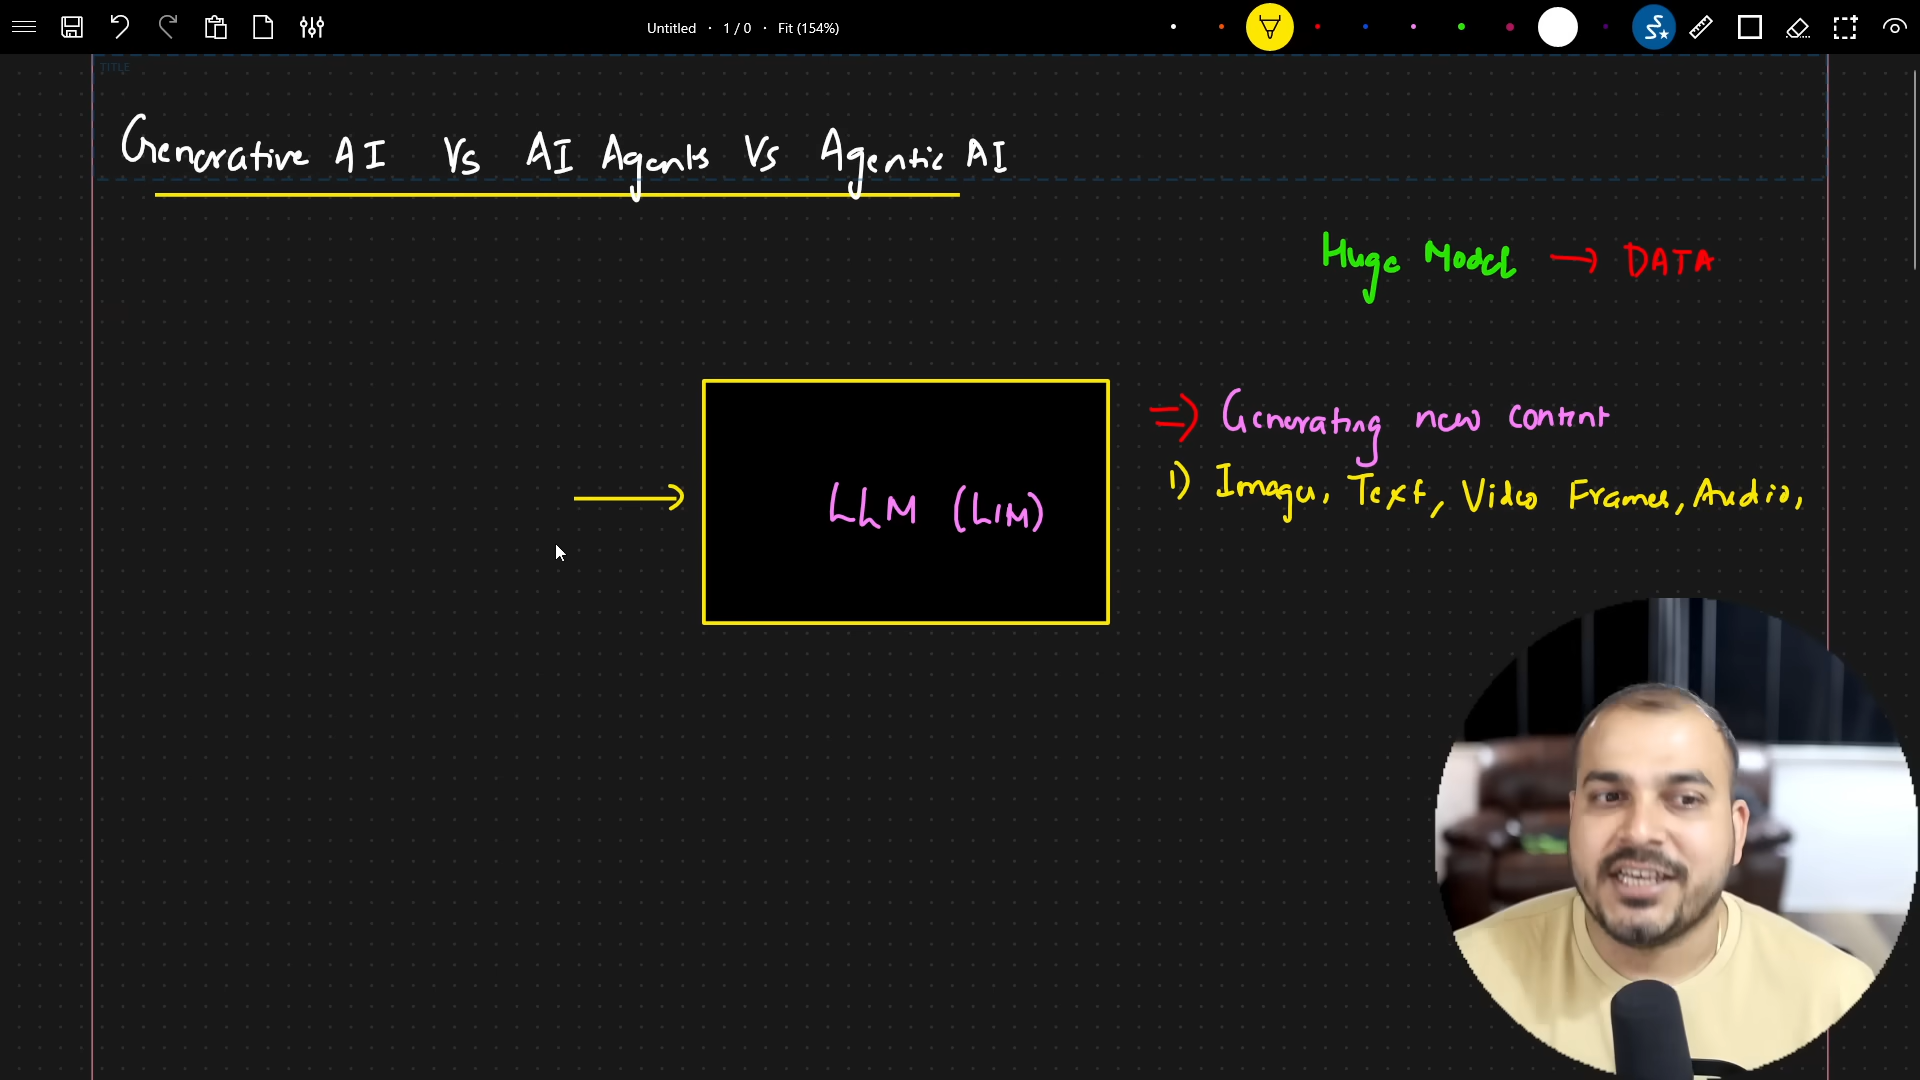 Untitled · 1 / 0 · Fit (154%)
TITLE
Generative AI Vs AI Agents Vs Agentic AI
Huge Model → DATA
⇒ Generating new content
LLM (LIM)
1) Images, Text, Video Frames, Audio,